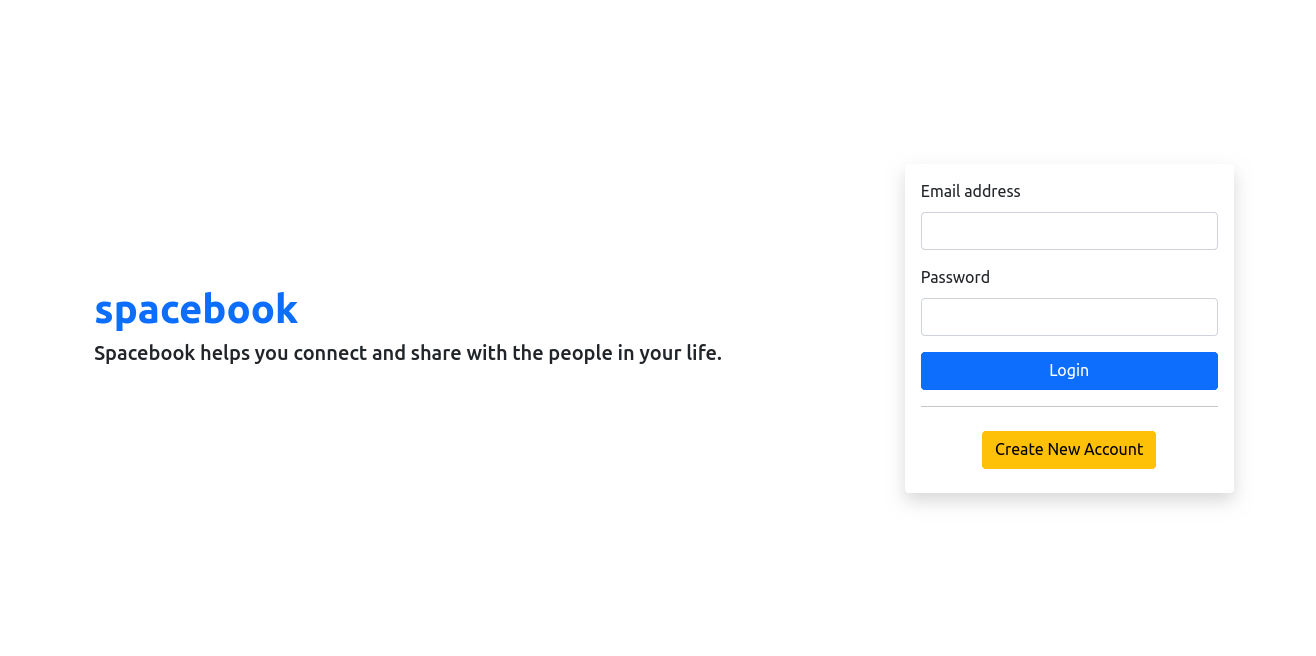 spacebook
Spacebook helps you connect and share with the people in your life.
Email address
Password
Login
Create New Account